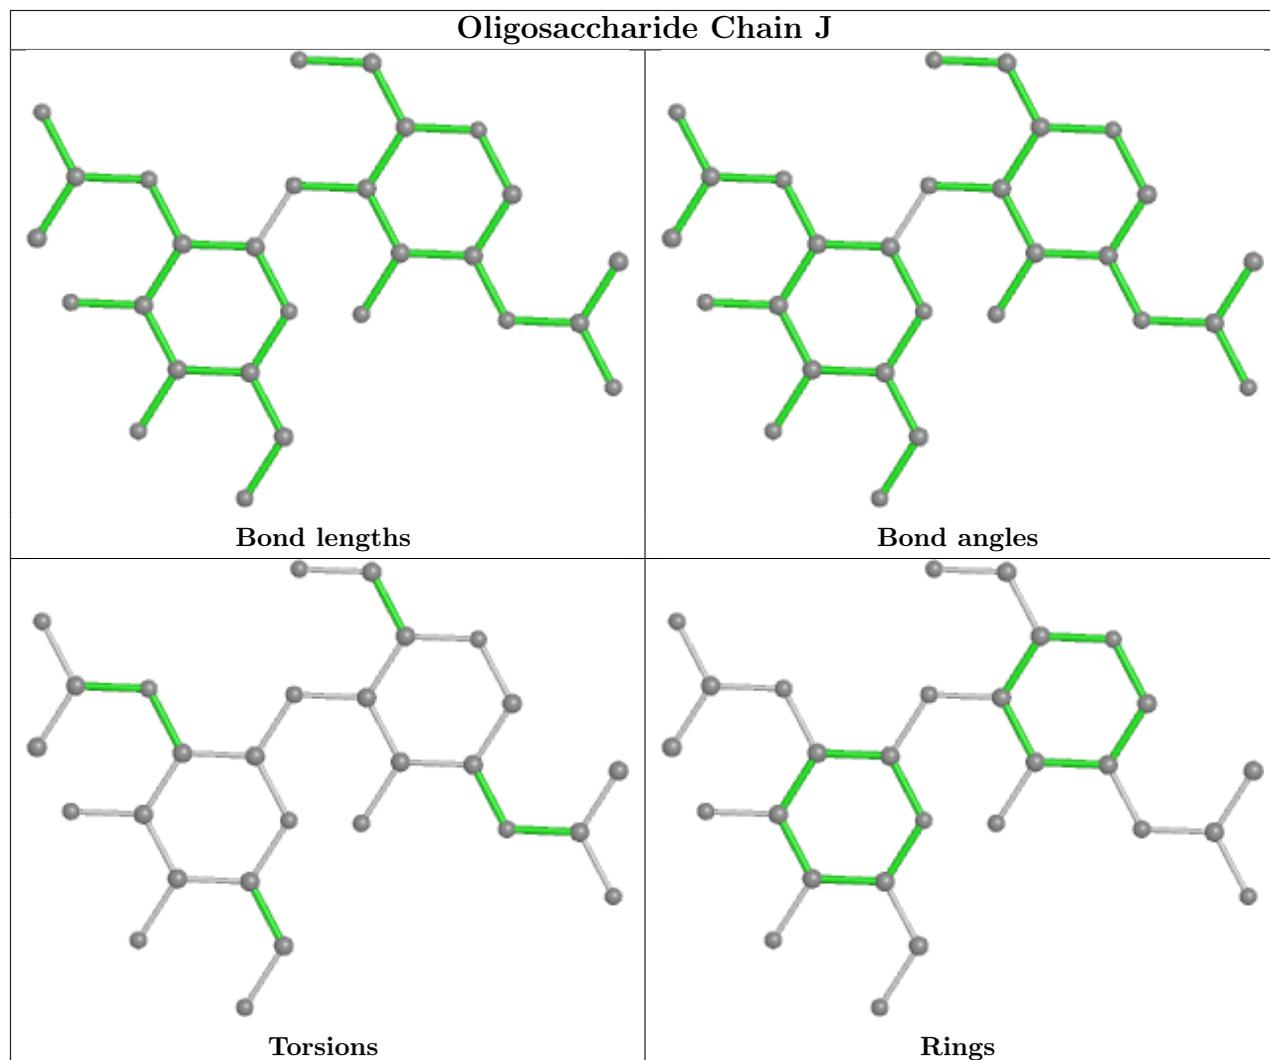 Oligosaccharide Chain J
Bond lengths
Bond angles
Torsions
Rings